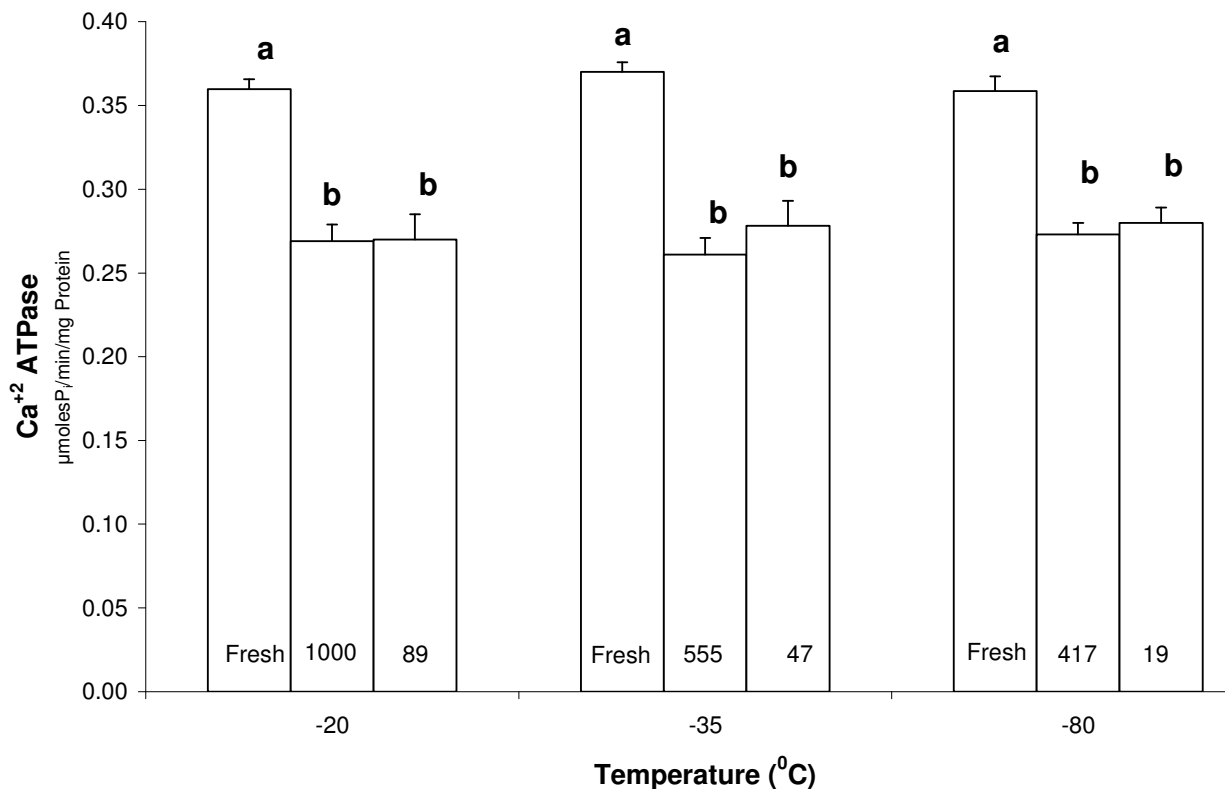 0.40
0.35
0.30
0.25
0.20
0.15
0.10
0.05
0.00
Ca+2 ATPase
µmolesPi/min/mg Protein
a
b
b
a
b
b
a
b
b
Fresh 1000 89
Fresh 555 47
Fresh 417 19
-20 -35 -80
Temperature (0C)